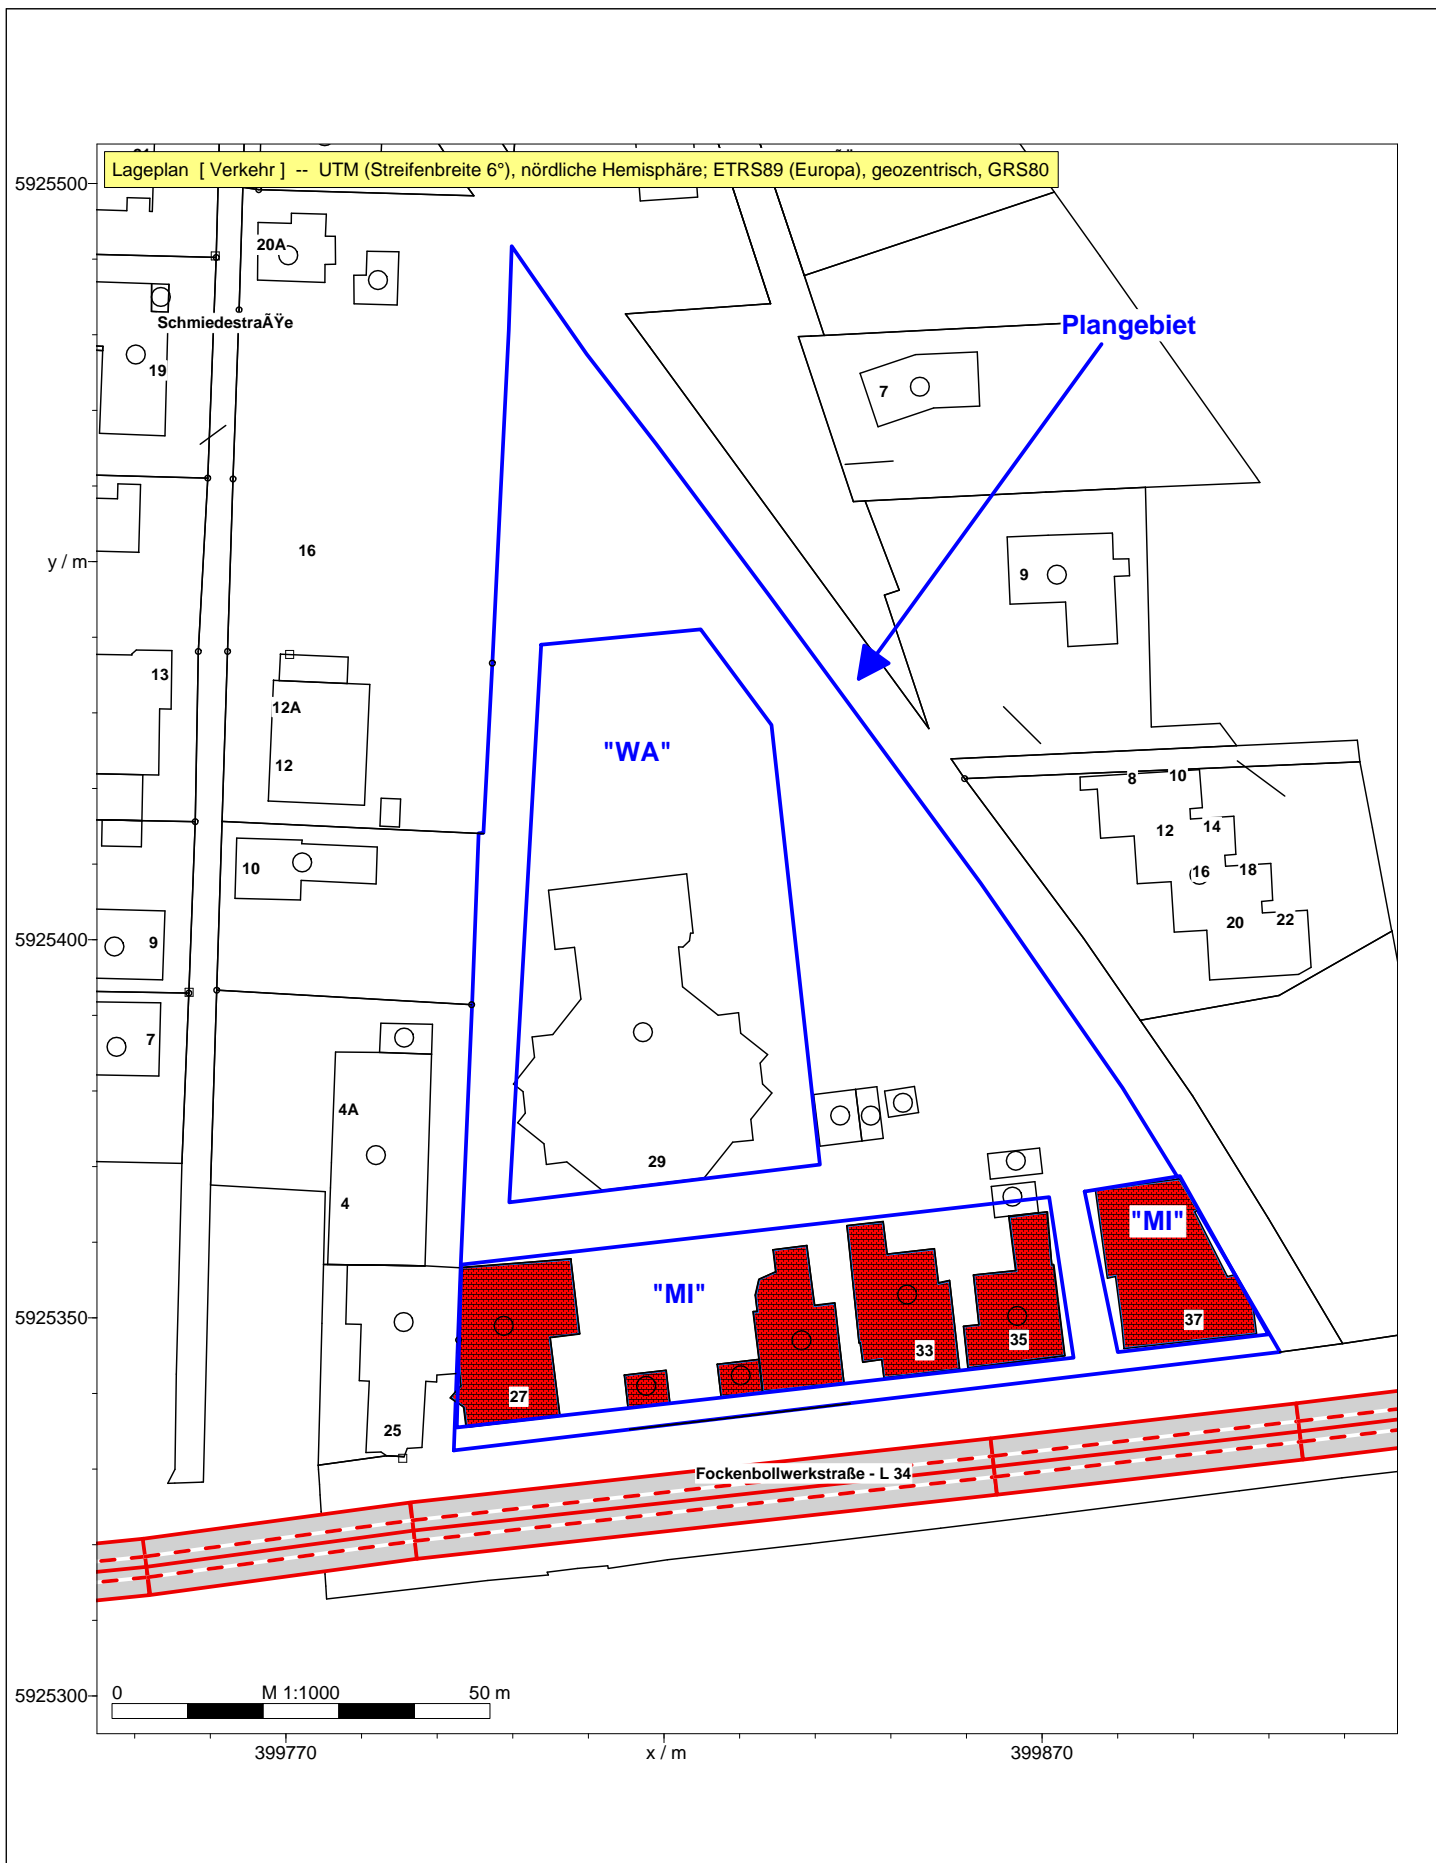 Lageplan [ Verkehr ] -- UTM (Streifenbreite 6°), nördliche Hemisphäre; ETRS89 (Europa), geozentrisch, GRS80
5925500
20A
SchmiedestraÃŸe
Plangebiet
19
7
16
y / m
9
13
12A
12
"WA"
8
10
12
14
10
16
18
20
22
5925400
9
7
4A
29
4
"MI"
"MI"
5925350
37
35
33
27
25
Fockenbollwerkstraße - L 34
5925300
0
M 1:1000
50 m
399770
x / m
399870